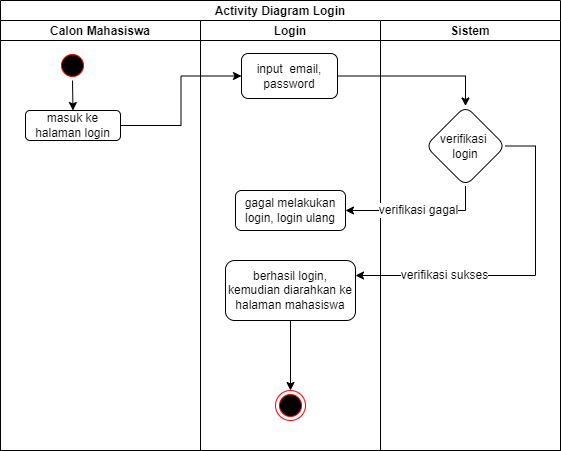 Activity Diagram Login
Calon Mahasiswa
Login
Sistem
masuk ke
halaman login
input email,
password
verifikasi
login
gagal melakukan
login, login ulang
verifikasi gagal
berhasil login,
kemudian diarahkan ke
halaman mahasiswa
verifikasi sukses